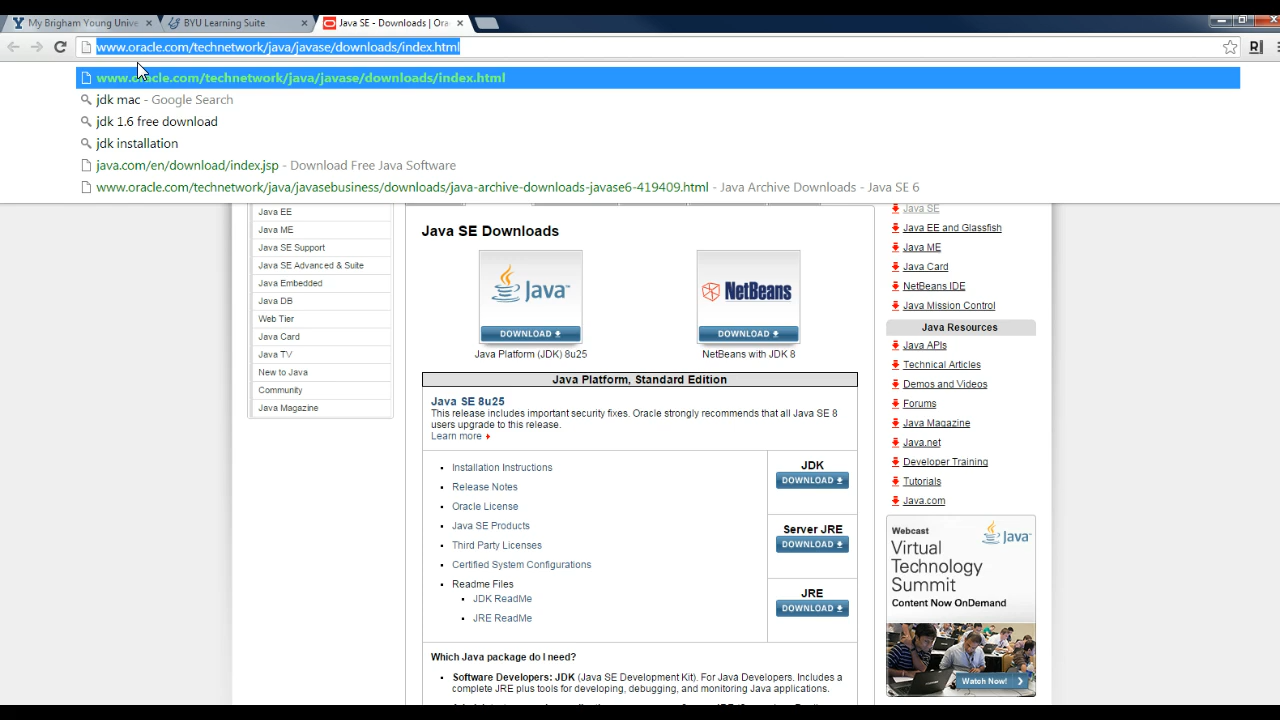 My Brigham Young Unive
BYU Learning Suite
Java SE - Downloads | Ora
www.oracle.com/technetwork/java/javase/downloads/index.html
www.oracle.com/technetwork/java/javase/downloads/index.html
jdk mac - Google Search
jdk 1.6 free download
jdk installation
java.com/en/download/index.jsp - Download Free Java Software
www.oracle.com/technetwork/java/javasebusiness/downloads/java-archive-downloads-javase6-419409.html - Java Archive Downloads - Java SE 6
Java EE
Java ME
Java SE Support
Java SE Advanced & Suite
Java Embedded
Java DB
Web Tier
Java Card
Java TV
New to Java
Community
Java Magazine
Java SE Downloads
Java™
DOWNLOAD
Java Platform (JDK) 8u25
NetBeans
DOWNLOAD
NetBeans with JDK 8
Java Platform, Standard Edition
Java SE 8u25
This release includes important security fixes. Oracle strongly recommends that all Java SE 8
users upgrade to this release.
Learn more
Installation Instructions
Release Notes
Oracle License
Java SE Products
Third Party Licenses
Certified System Configurations
Readme Files
JDK ReadMe
JRE ReadMe
JDK
DOWNLOAD
Server JRE
DOWNLOAD
JRE
DOWNLOAD
Which Java package do I need?
Software Developers: JDK (Java SE Development Kit). For Java Developers. Includes a
complete JRE plus tools for developing, debugging, and monitoring Java applications.
Java SE
Java EE and Glassfish
Java ME
Java Card
NetBeans IDE
Java Mission Control
Java Resources
Java APIs
Technical Articles
Demos and Videos
Forums
Java Magazine
Java.net
Developer Training
Tutorials
Java.com
Webcast
Java™
Virtual
Technology
Summit
Content Now OnDemand
Watch Now!